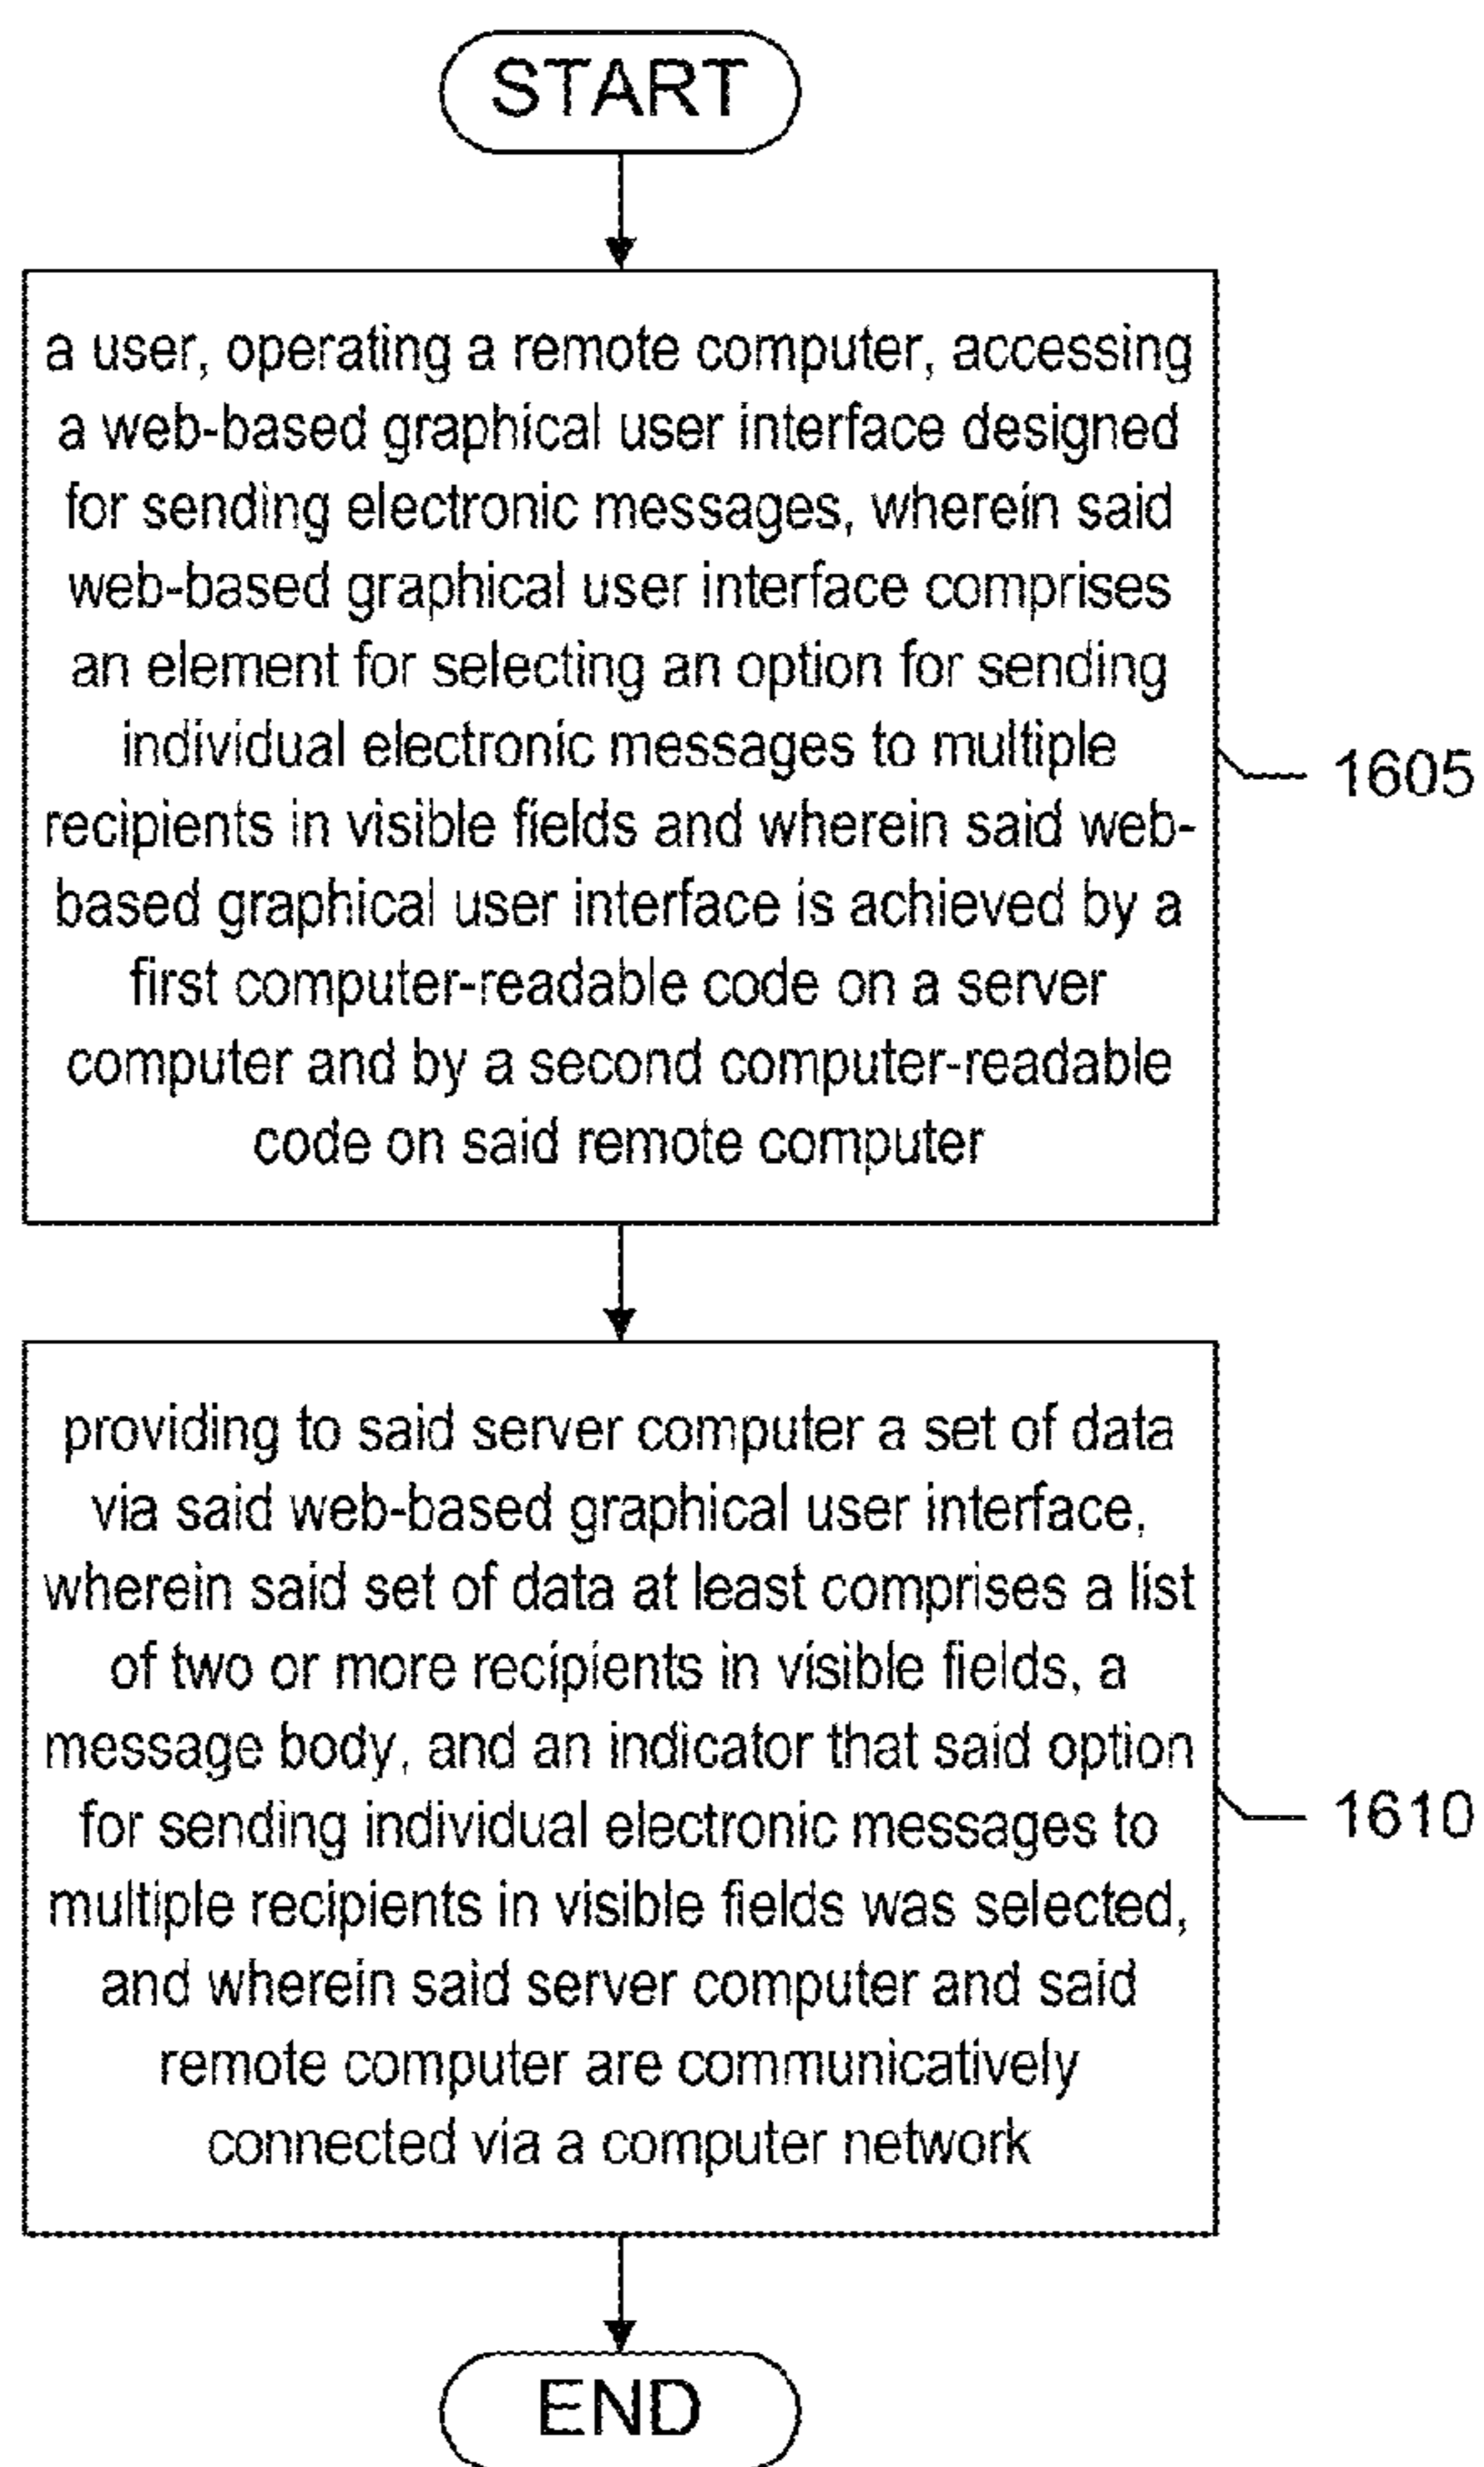 START
a user, operating a remote computer, accessing
a web-based graphical user interface designed
for sending electronic messages, wherein said
web-based graphical user interface comprises
an element for selecting an option for sending
individual electronic messages to multiple
recipients in visible fields and wherein said web-
based graphical user interface is achieved by a
first computer-readable code on a server
computer and by a second computer-readable
code on said remote computer
1605
providing to said server computer a set of data
via said web-based graphical user interface,
wherein said set of data at least comprises a list
of two or more recipients in visible fields, a
message body, and an indicator that said option
for sending individual electronic messages to
multiple recipients in visible fields was selected,
and wherein said server computer and said
remote computer are communicatively
connected via a computer network
1610
END